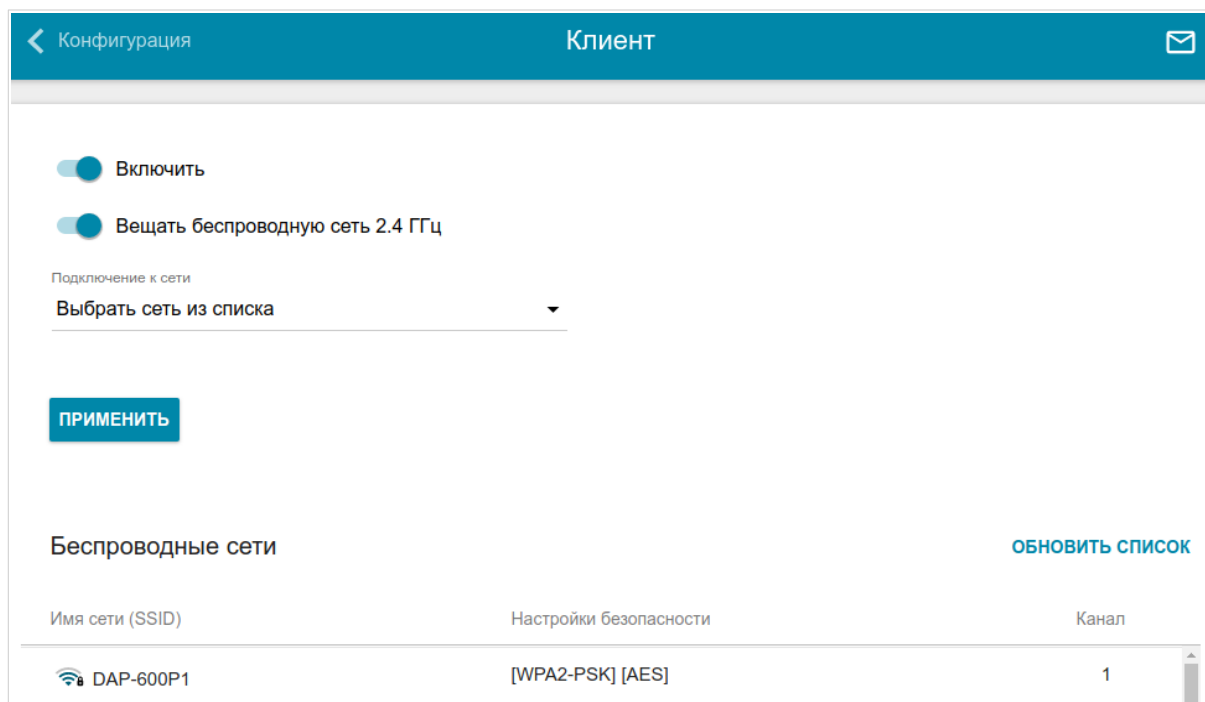 Конфигурация
Клиент
Включить
Вещать беспроводную сеть 2.4 ГГц
Подключение к сети
Выбрать сеть из списка
ПРИМЕНИТЬ
Беспроводные сети
ОБНОВИТЬ СПИСОК
Имя сети (SSID) Настройки безопасности Канал
DAP-600P1 [WPA2-PSK] [AES] 1